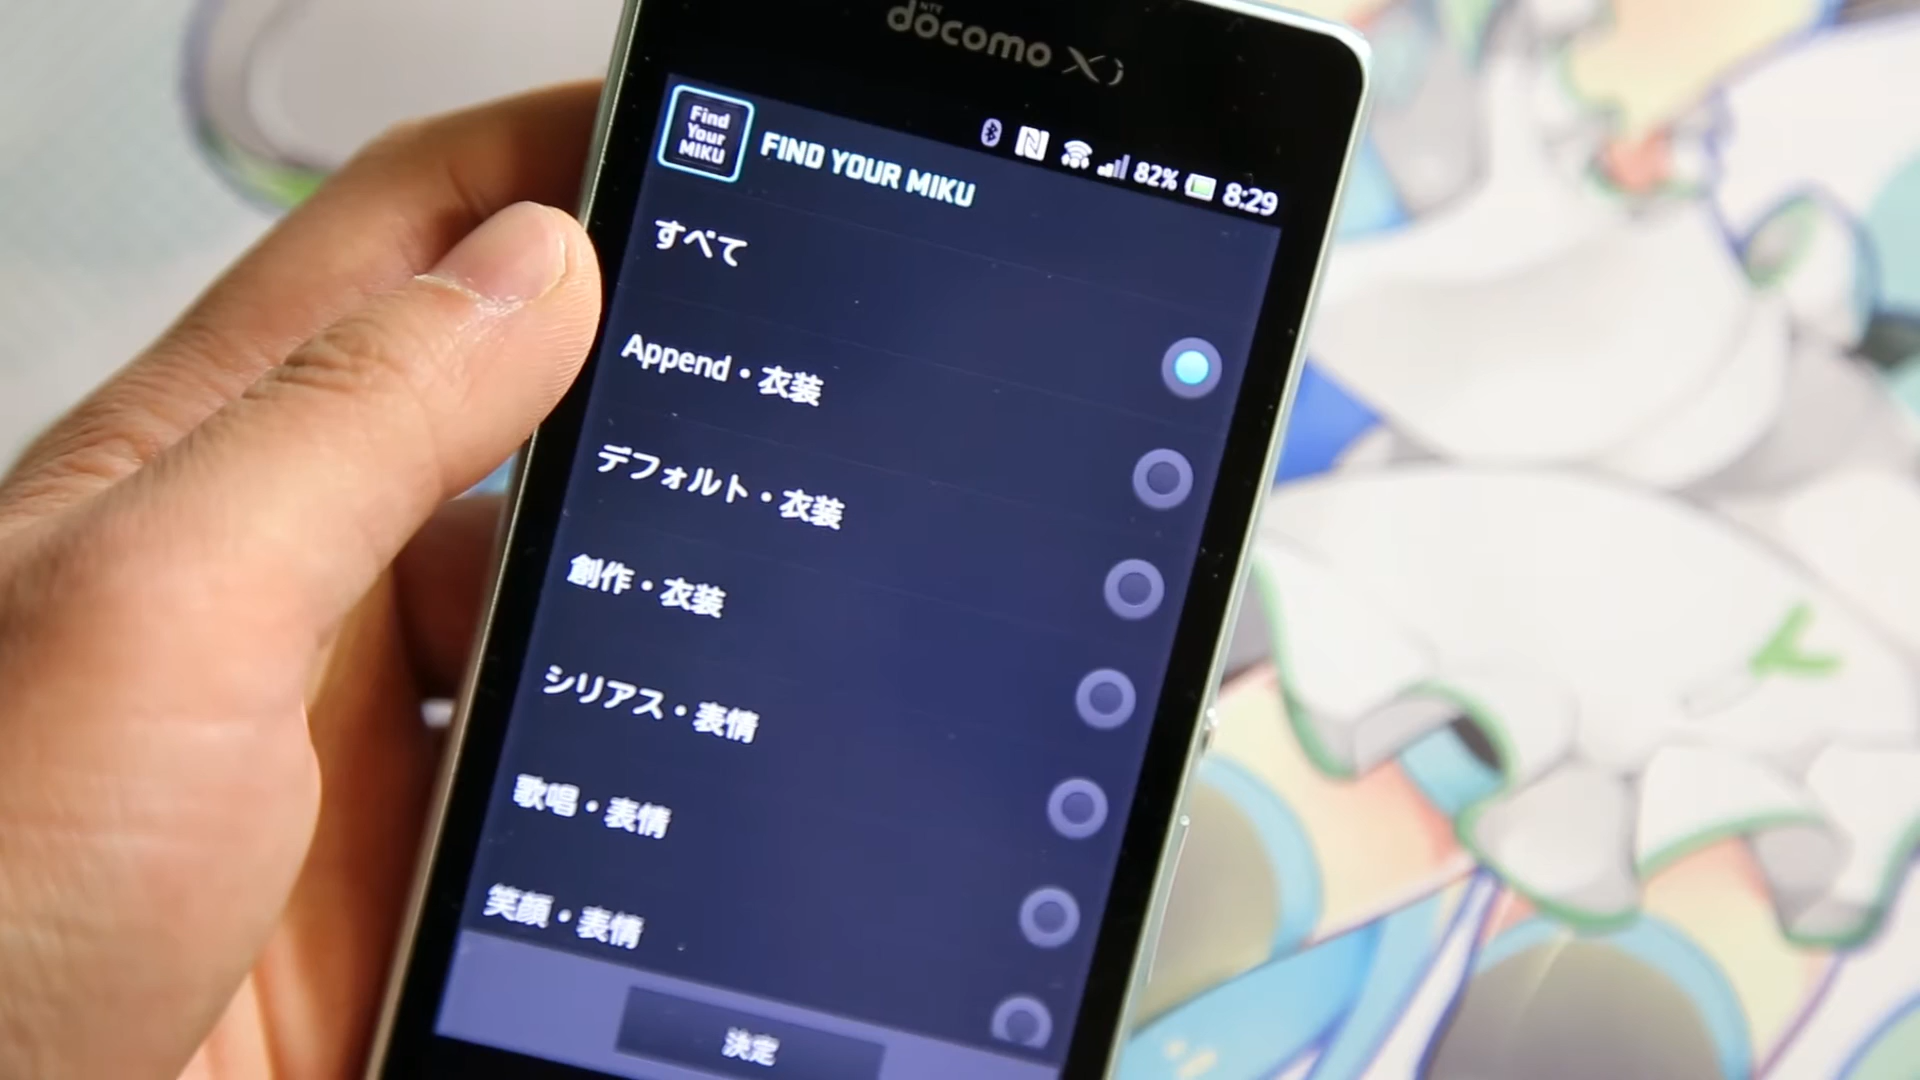 NTT
docomo Xi
82% 8:29
Find
Your
MIKU
FIND YOUR MIKU
すべて
Append・衣装
デフォルト・衣装
創作・衣装
シリアス・表情
歌唱・表情
笑顔・表情
決定